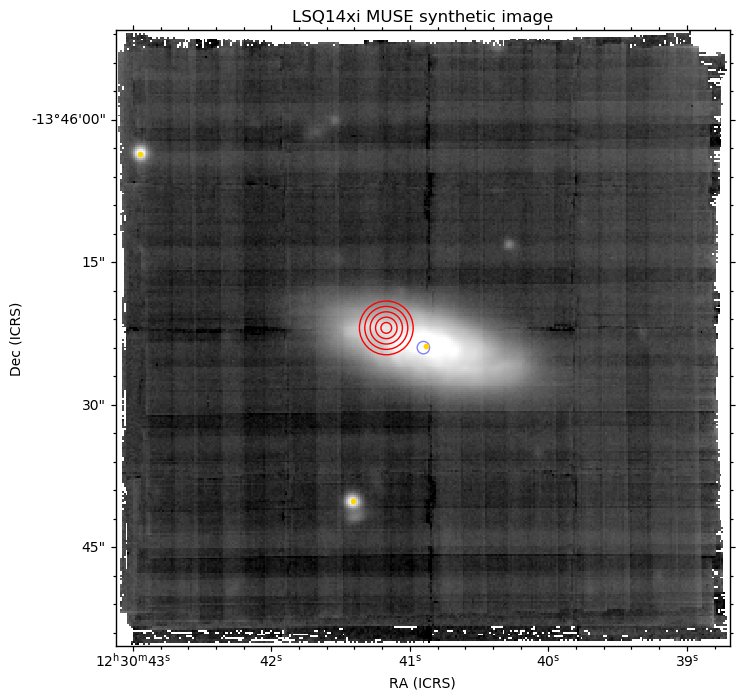 LSQ14xi MUSE synthetic image
-13°46'00"
15"
30"
45"
Dec (ICRS)
12ʰ30ᵐ43ˢ
42ˢ
41ˢ
40ˢ
39ˢ
RA (ICRS)